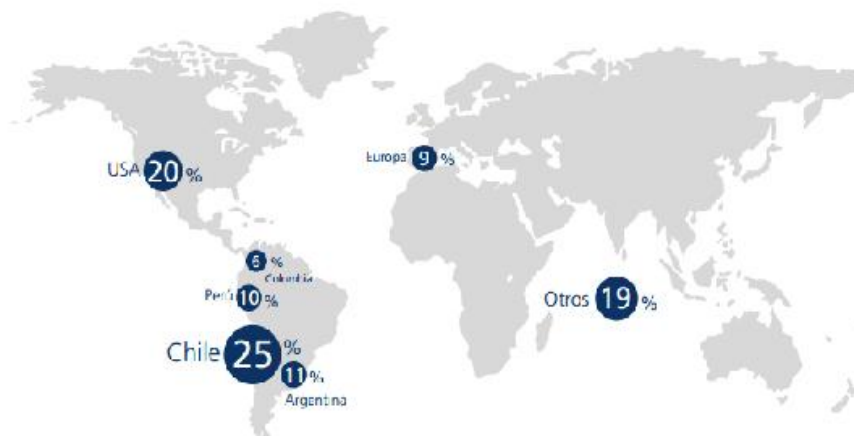 Europa 9 %
USA 20 %
6 %
Colombia
Perú 10 %
Otros 19 %
Chile 25 %
11 %
Argentina